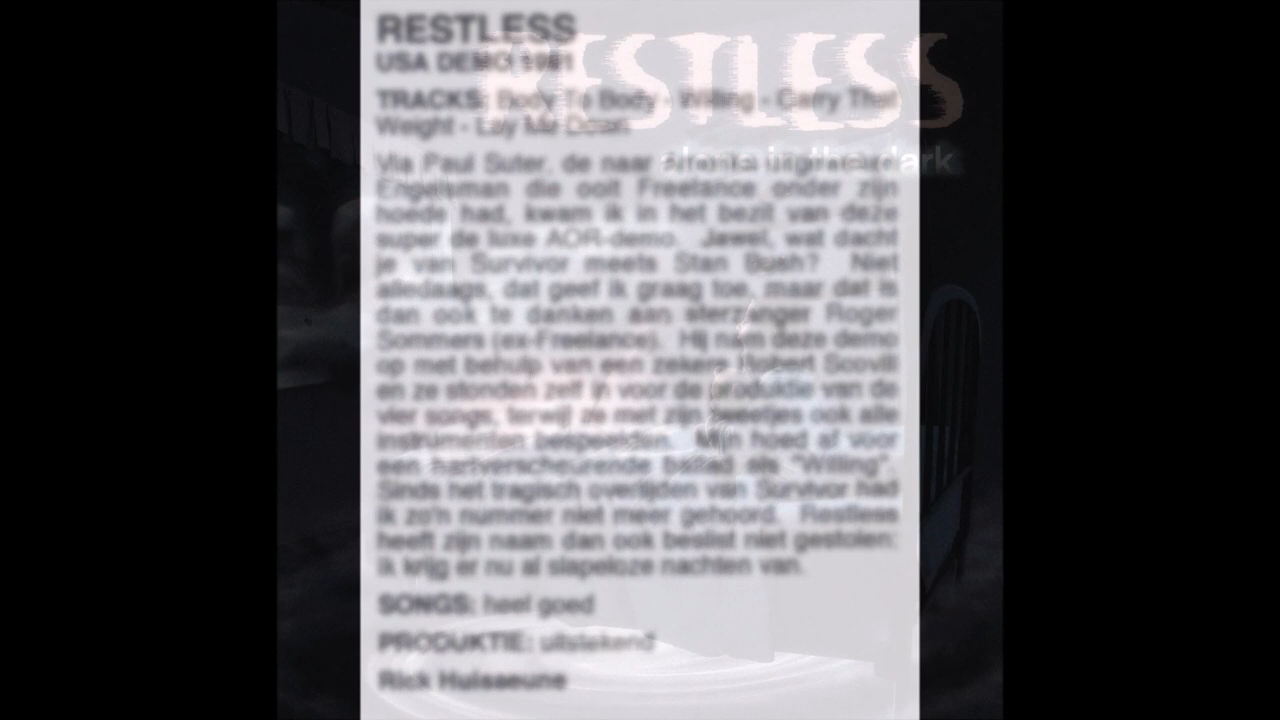 RESTLESS
USA DEMO 1991
TRACKS: Body To Body - Willing - Carry That
Weight - Lay Me Down
Via Paul Suter, de naar
Engelsman die ooit Freelance onder zijn
hoede had, kwam ik in het bezit van deze
super de luxe AOR-demo. Jawel, wat dacht
je van Survivor meets Stan Bush? Niet
alledaags, dat geef ik graag toe, maar dat is
dan ook te danken aan sterzanger Roger
Sommers (ex-Freelance). Hij nam deze demo
op met behulp van een zekere Robert Scovill
en ze stonden zelf in voor de produktie van de
vier songs, terwijl ze met zijn tweetjes ook alle
instrumenten bespeelden. Mijn hoed af voor
een hartverscheurende ballad als "Willing".
Sinds het tragisch overlijden van Survivor had
ik zo'n nummer niet meer gehoord. Restless
heeft zijn naam dan ook beslist niet gestolen:
ik krijg er nu al slapeloze nachten van.
SONGS: heel goed
PRODUKTIE: uitstekend
Rick Hulsaeune
RESTLESS
alone in the dark